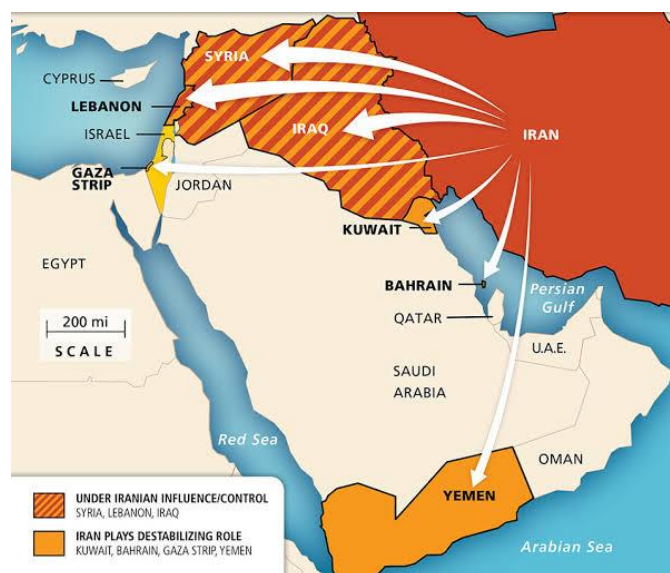 SYRIA
CYPRUS
LEBANON
ISRAEL
IRAQ
IRAN
GAZA
STRIP
JORDAN
KUWAIT
EGYPT
BAHRAIN
Persian
Gulf
QATAR
200 mi
SCALE
U.A.E.
SAUDI
ARABIA
Red Sea
OMAN
YEMEN
UNDER IRANIAN INFLUENCE/CONTROL
SYRIA, LEBANON, IRAQ
IRAN PLAYS DESTABILIZING ROLE
KUWAIT, BAHRAIN, GAZA STRIP, YEMEN
Arabian Sea